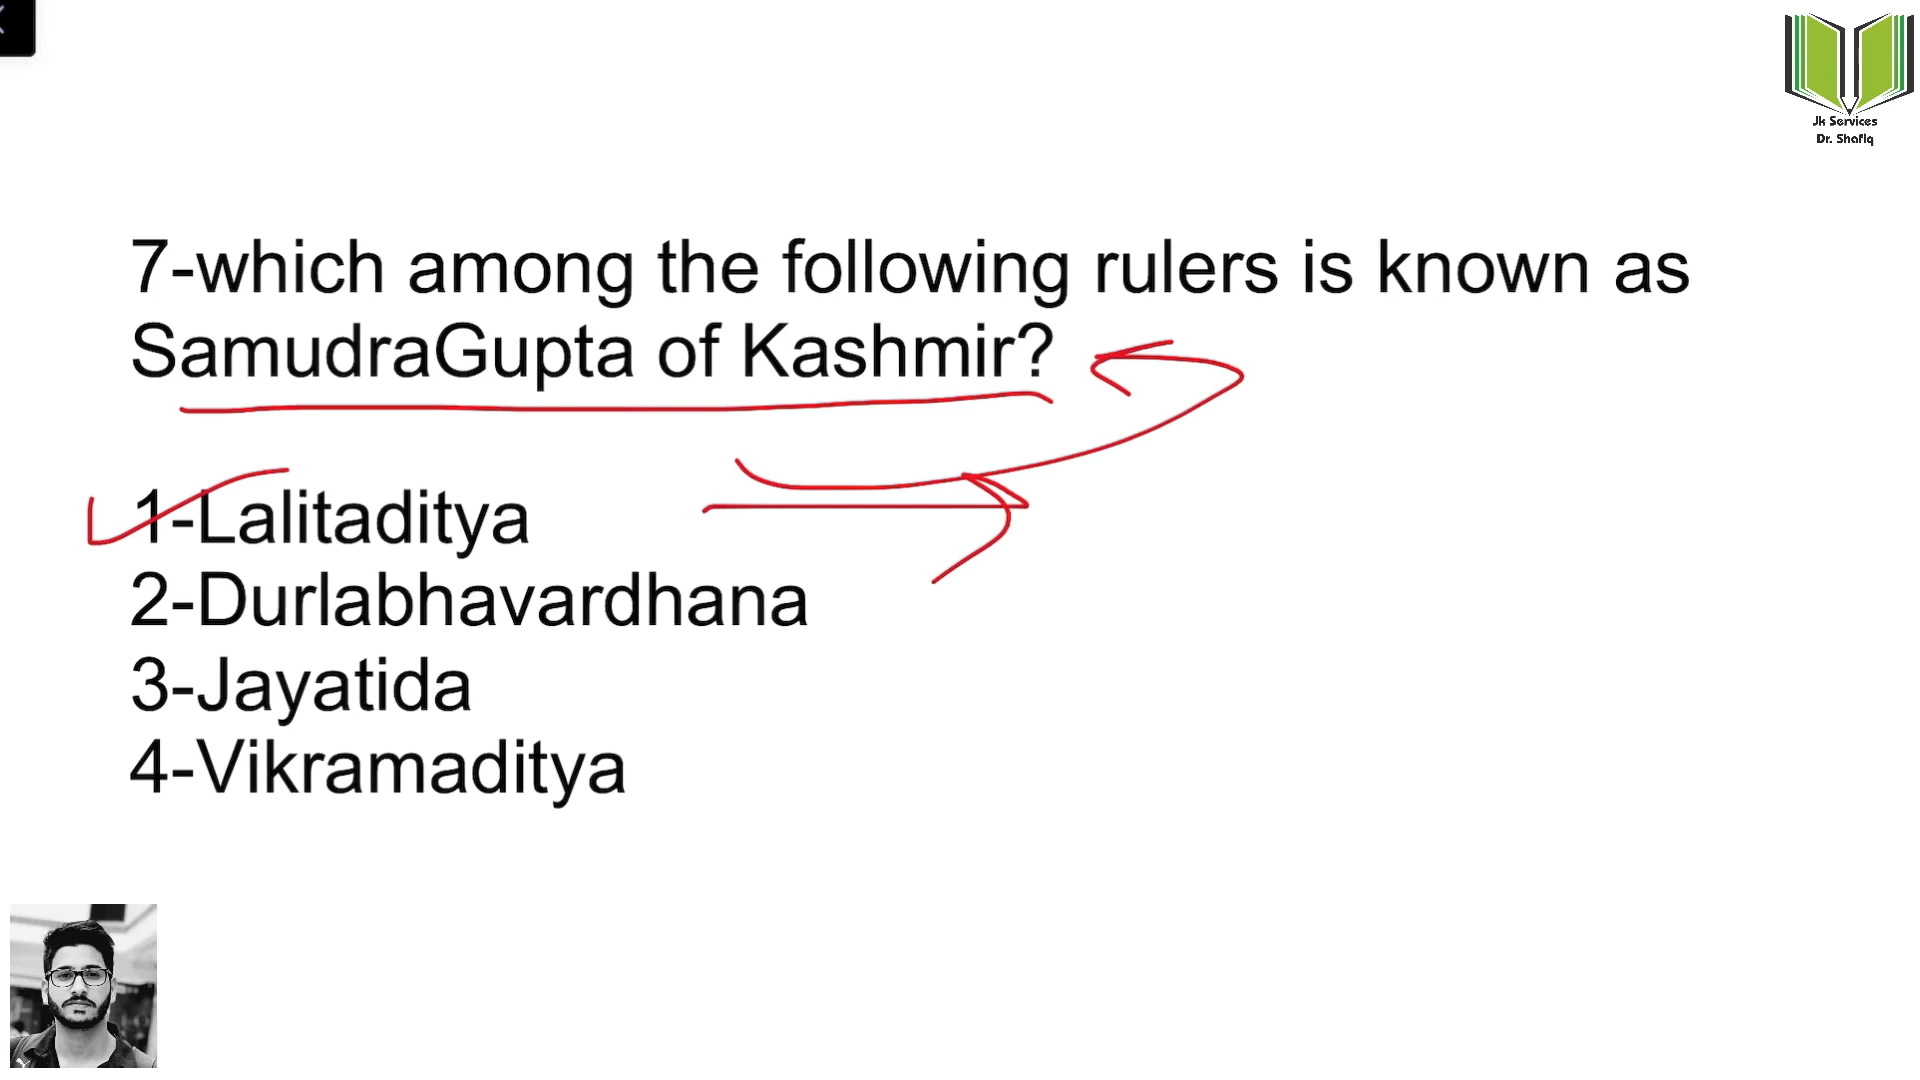 Jk Services
Dr. Shafiq
7-which among the following rulers is known as
SamudraGupta of Kashmir?
1-Lalitaditya
2-Durlabhavardhana
3-Jayatida
4-Vikramaditya